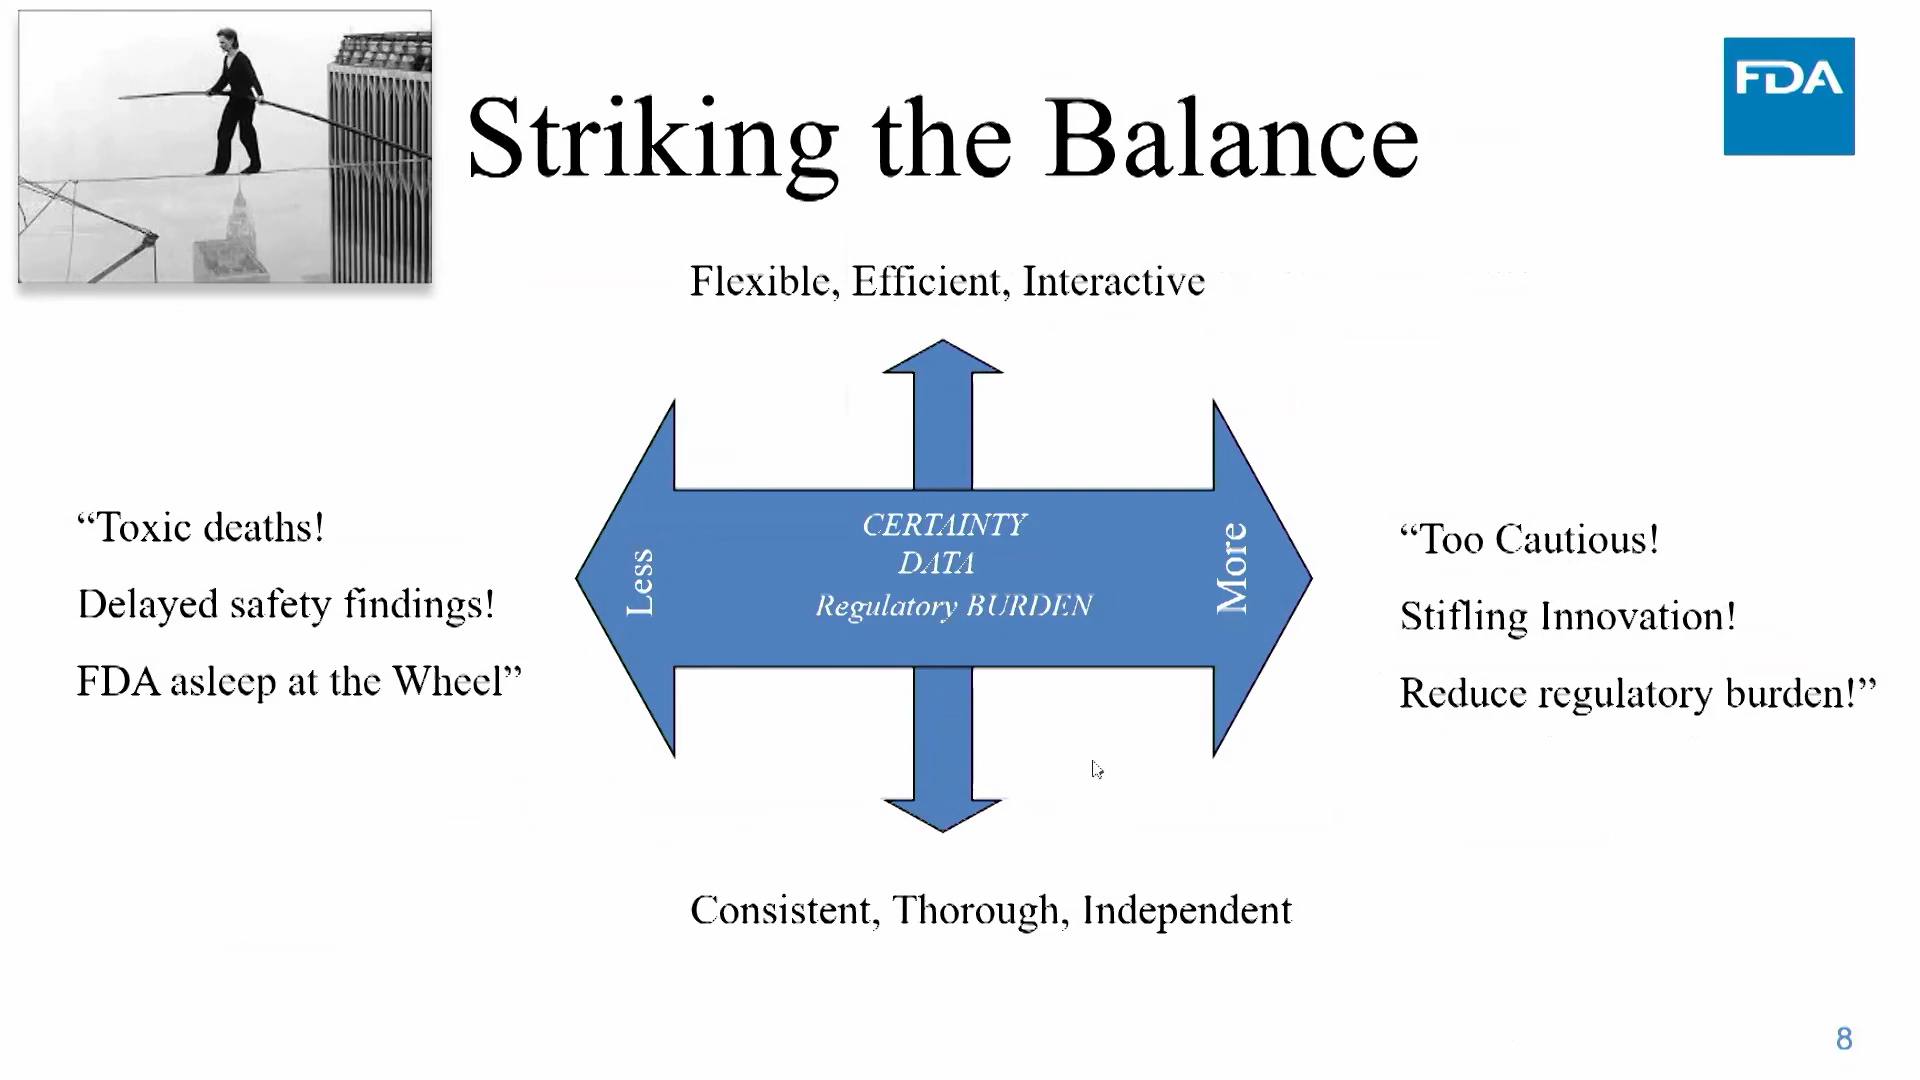 FDA
Striking the Balance
Flexible, Efficient, Interactive
“Toxic deaths!
Delayed safety findings!
FDA asleep at the Wheel”
Less
CERTAINTY
DATA
Regulatory BURDEN
More
“Too Cautious!
Stifling Innovation!
Reduce regulatory burden!”
Consistent, Thorough, Independent
8